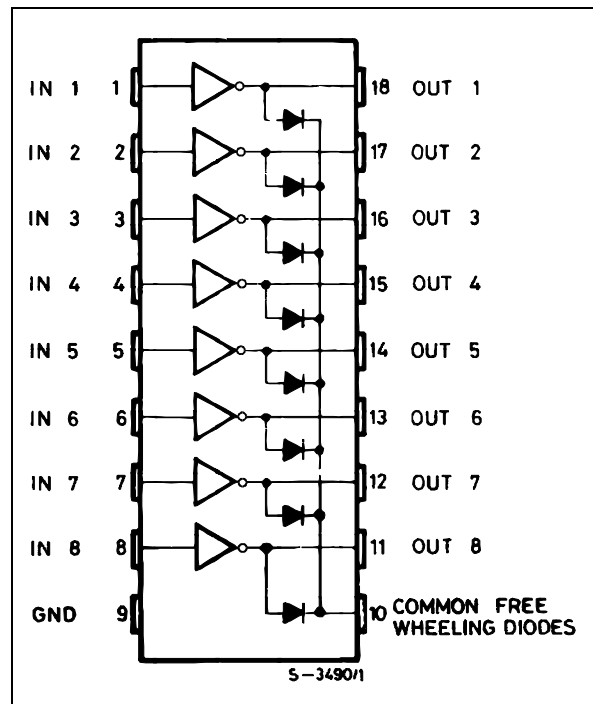 IN 1 1 18 OUT 1
IN 2 2 17 OUT 2
IN 3 3 16 OUT 3
IN 4 4 15 OUT 4
IN 5 5 14 OUT 5
IN 6 6 13 OUT 6
IN 7 7 12 OUT 7
IN 8 8 11 OUT 8
GND 9 10 COMMON FREE
WHEELING DIODES
S-3490/1